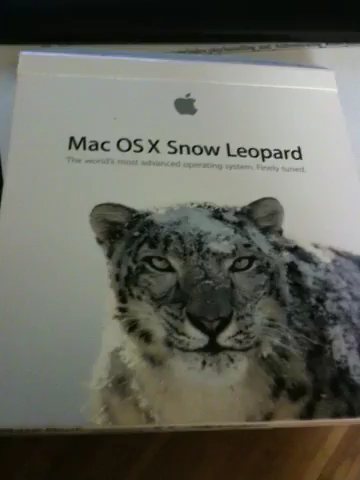 Mac OS X Snow Leopard
The world's most advanced operating system. Finely tuned.